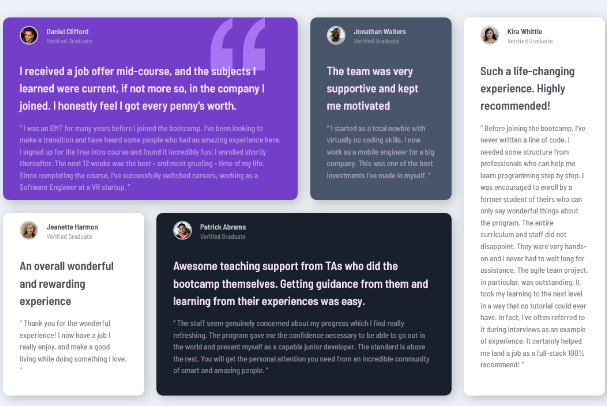 Daniel Clifford
Verified Graduate
I received a job offer mid-course, and the subjects I
learned were current, if not more so, in the company I
joined. I honestly feel I got every penny's worth.
" I was an EMT for many years before I joined the bootcamp. I've been looking to
make a transition and have heard some people who had an amazing experience here.
I signed up for the free intro course and found it incredibly fun! I enrolled shortly
thereafter. The next 12 weeks was the best - and most grueling - time of my life.
Since completing the course, I've successfully switched careers, working as a
Software Engineer at a VR startup. "
Jonathan Walters
Verified Graduate
The team was very
supportive and kept
me motivated
" I started as a total newbie with
virtually no coding skills. I now
work as a mobile engineer for a big
company. This was one of the best
investments I've made in myself. "
Kira Whittle
Verified Graduate
Such a life-changing
experience. Highly
recommended!
" Before joining the bootcamp, I've
never written a line of code. I
needed some structure from
professionals who can help me
learn programming step by step. I
was encouraged to enroll by a
former student of theirs who can
only say wonderful things about
the program. The entire
curriculum and staff did not
disappoint. They were very hands-
on and I never had to wait long for
assistance. The agile team project,
in particular, was outstanding. It
took my learning to the next level
in a way that no tutorial could ever
have. In fact, I've often referred to
it during interviews as an example
of experience. It certainly helped
me land a job as a full-stack 100%
recommend! "
Jeanette Harmon
Verified Graduate
An overall wonderful
and rewarding
experience
" Thank you for the wonderful
experience! I now have a job I
really enjoy, and make a good
living while doing something I love.
"
Patrick Abrams
Verified Graduate
Awesome teaching support from TAs who did the
bootcamp themselves. Getting guidance from them and
learning from their experiences was easy.
" The staff seem genuinely concerned about my progress which I find really
refreshing. The program gave me the confidence necessary to be able to go out in
the world and present myself as a capable junior developer. The standard is above
the rest. You will get the personal attention you need from an incredible community
of smart and amazing people. "